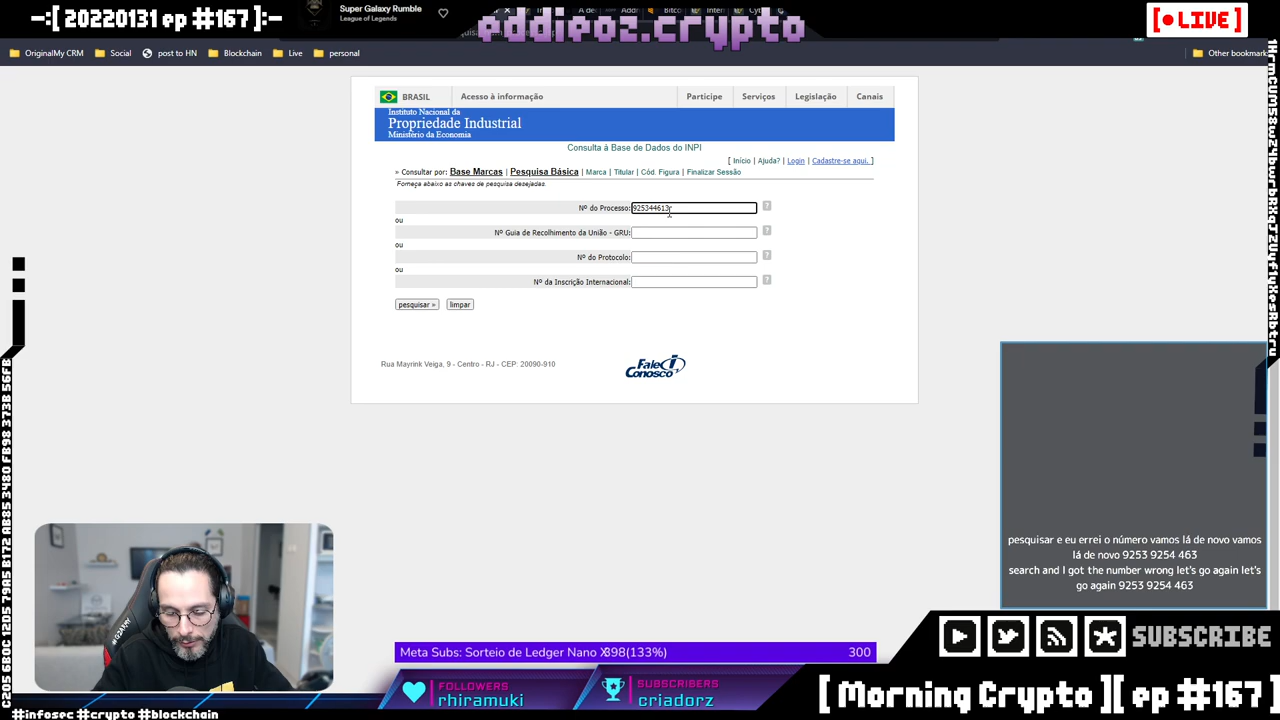 -:[ 20220131 ep #167 ]:-
Super Galaxy Rumble
League of Legends
addieoz.crypto
[ LIVE ]
OriginalMy CRM
Social
post to HN
Blockchain
Live
personal
Other bookmark
BRASIL
Acesso à informação
Participe
Serviços
Legislação
Canais
Instituto Nacional da
Propriedade Industrial
Ministério da Economia
Consulta à Base de Dados do INPI
[ Início | Ajuda? | Login | Cadastre-se aqui. ]
» Consultar por: Base Marcas | Pesquisa Básica | Marca | Titular | Cód. Figura | Finalizar Sessão
Forneça abaixo as chaves de pesquisa desejadas.
Nº do Processo: 925344613
ou
Nº Guia de Recolhimento da União - GRU:
ou
Nº do Protocolo:
ou
Nº da Inscrição Internacional:
pesquisar »
limpar
Rua Mayrink Veiga, 9 - Centro - RJ - CEP: 20090-910
Fale Conosco
pesquisar e eu errei o número vamos lá de novo vamos
lá de novo 9253 9254 463
search and I got the number wrong let's go again let's
go again 9253 9254 463
SUBSCRIBE
Meta Subs: Sorteio de Ledger Nano X
398(133%)
300
FOLLOWERS
rhiramuki
SUBSCRIBERS
criadorz
[ Morning Crypto ][ ep #167 ]
#infosec #crypto #blockchain